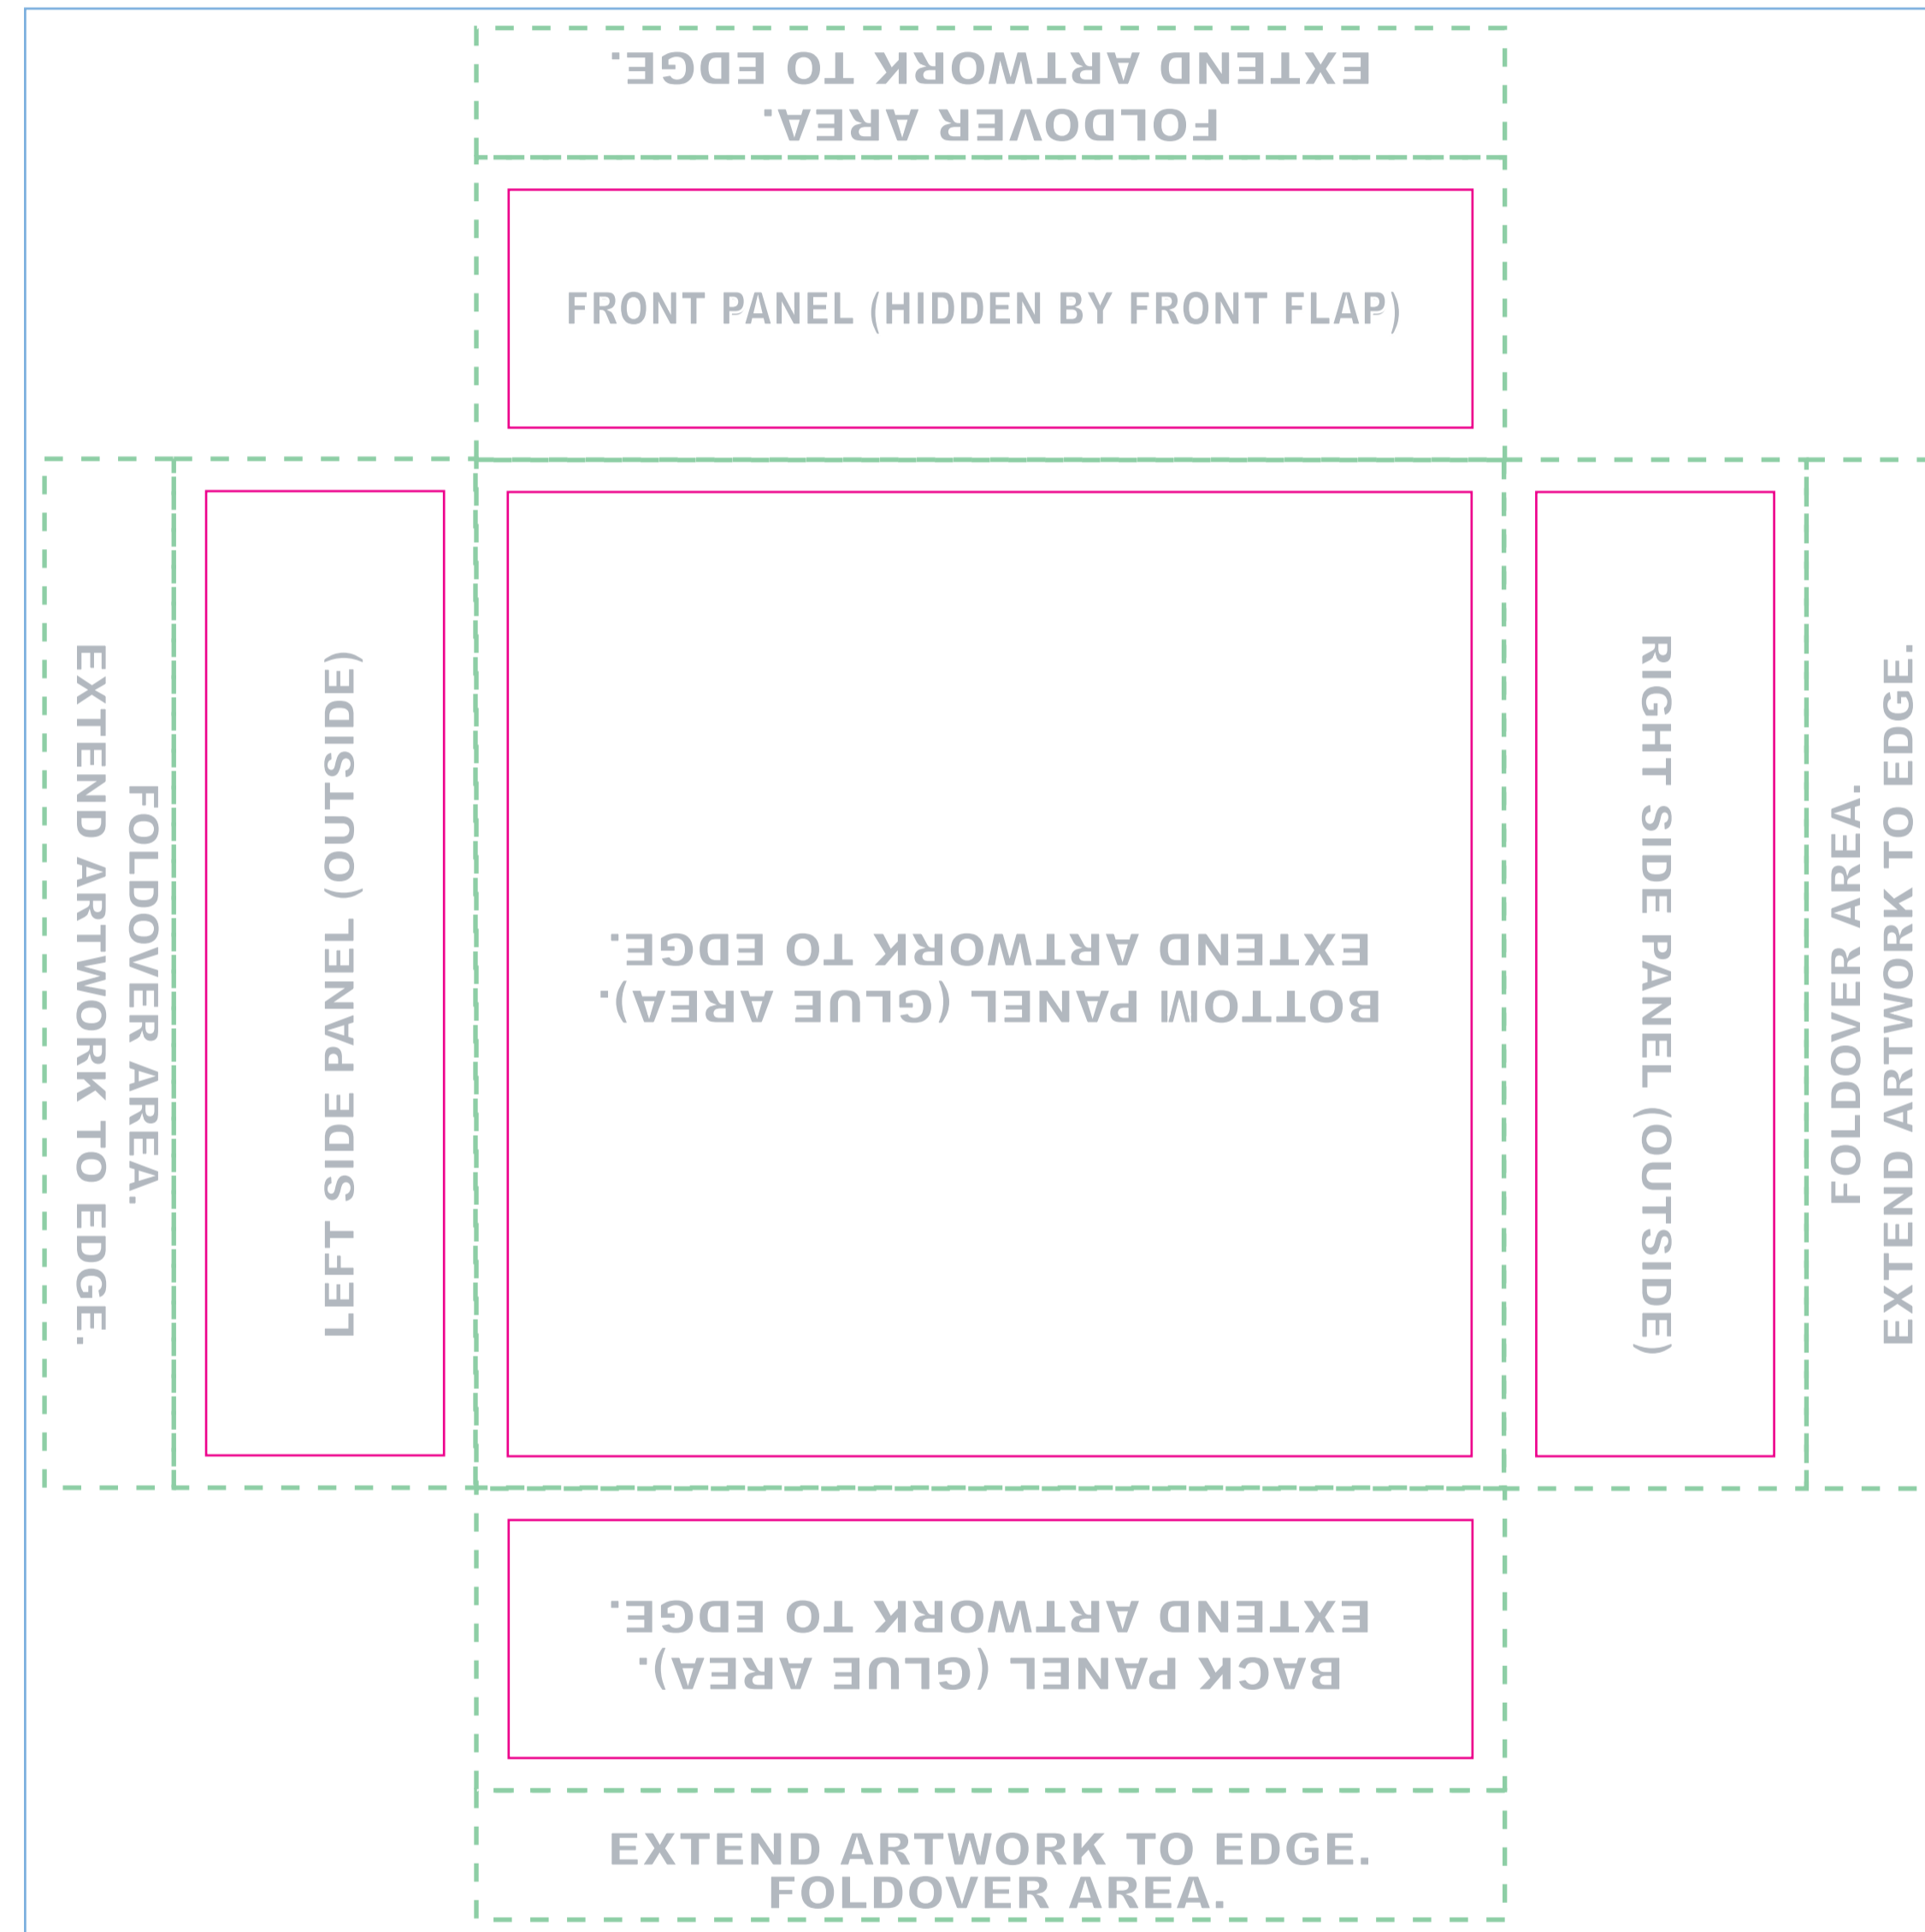 FOLDOVER AREA.
EXTEND ARTWORK TO EDGE.
FRONT PANEL (HIDDEN BY FRONT FLAP)
FOLDOVER AREA.
EXTEND ARTWORK TO EDGE.
LEFT SIDE PANEL (OUTSIDE)
BOTTOM PANEL (GLUE AREA).
EXTEND ARTWORK TO EDGE.
RIGHT SIDE PANEL (OUTSIDE)
FOLDOVER AREA.
EXTEND ARTWORK TO EDGE.
BACK PANEL (GLUE AREA).
EXTEND ARTWORK TO EDGE.
EXTEND ARTWORK TO EDGE.
FOLDOVER AREA.